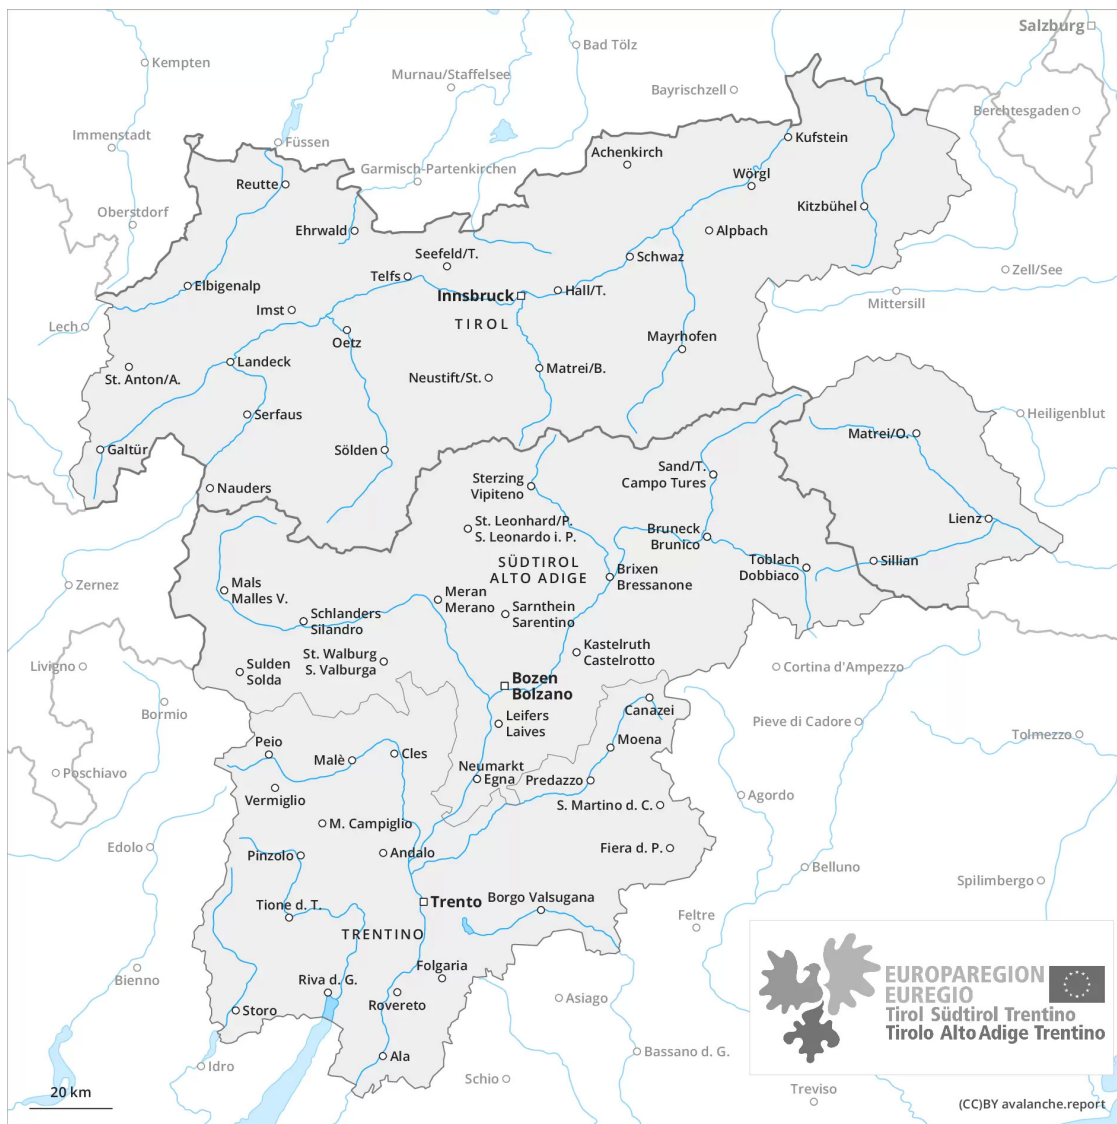 Salzburg
Bad Tölz
Kempten
Murnau/Staffelsee
Bayrischzell
Berchtesgaden
Immenstadt
Füssen
Kufstein
Achenkirch
Garmisch-Partenkirchen
Wörgl
Reutte
Oberstdorf
Kitzbühel
Ehrwald
Alpbach
Seefeld/T.
Schwaz
Zell/See
Telfs
Elbigenalp
Hall/T.
Innsbruck
Mittersill
Imst
TIROL
Lech
Oetz
Mayrhofen
Landeck
Matrei/B.
St. Anton/A.
Neustift/St.
Serfaus
Heiligenblut
Matrei/O.
Galtür
Sölden
Sand/T.
Campo Tures
Sterzing
Vipiteno
Nauders
Lienz
St. Leonhard/P.
S. Leonardo i. P.
Bruneck
Brunico
SÜDTIROL
ALTO ADIGE
Toblach
Dobbiaco
Sillian
Brixen
Bressanone
Zernez
Mals
Malles V.
Meran
Merano
Sarnthein
Sarentino
Schlanders
Silandro
Kastelruth
Castelrotto
St. Walburg
S. Valburga
Livigno
Sulden
Solda
Cortina d'Ampezzo
Bozen
Bolzano
Bormio
Canazei
Leifers
Laives
Pieve di Cadore
Tolmezzo
Peio
Moena
Cles
Malè
Neumarkt
Egna
Predazzo
Poschiavo
Vermiglio
Agordo
S. Martino d. C.
M. Campiglio
Edolo
Fiera d. P.
Pinzolo
Andalo
Belluno
Spilimbergo
Borgo Valsugana
Trento
Tione d. T.
Feltre
TRENTINO
Folgaria
Bienno
Riva d. G.
Rovereto
Asiago
Storo
EUROPAREGION
EUREGIO
Tirol Südtirol Trentino
Tirolo Alto Adige Trentino
Ala
Bassano d. G.
Idro
Schio
Treviso
20 km
(CC)BY avalanche.report